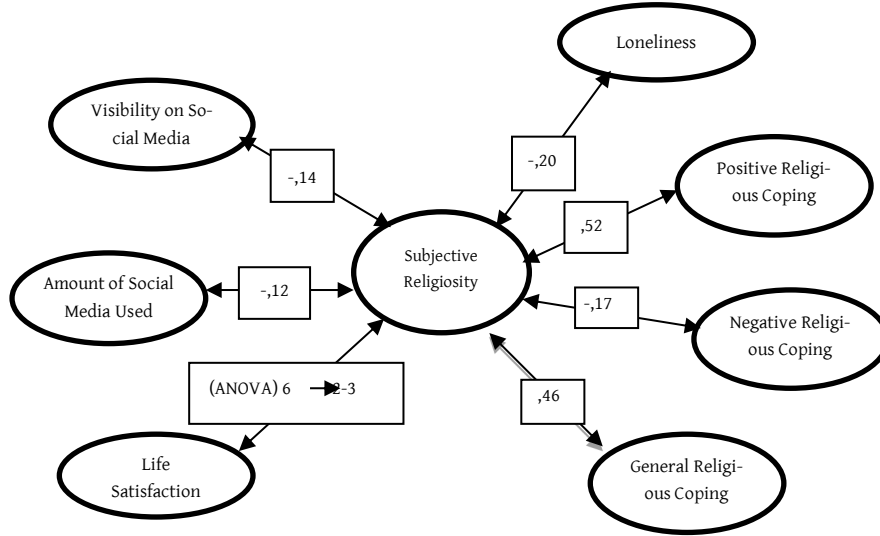 Loneliness
Visibility on So-
cial Media
-,14
-,20
Positive Religi-
ous Coping
,52
Subjective
Religiosity
Amount of Social
Media Used
-,12
-,17
Negative Religi-
ous Coping
(ANOVA) 6 2-3
,46
Life
Satisfaction
General Religi-
ous Coping